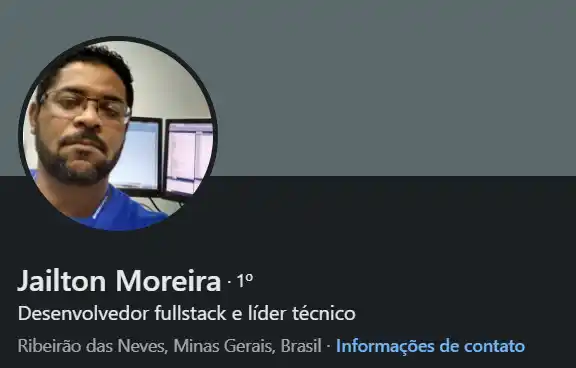 Jailton Moreira · 1º
Desenvolvedor fullstack e líder técnico
Ribeirão das Neves, Minas Gerais, Brasil · Informações de contato